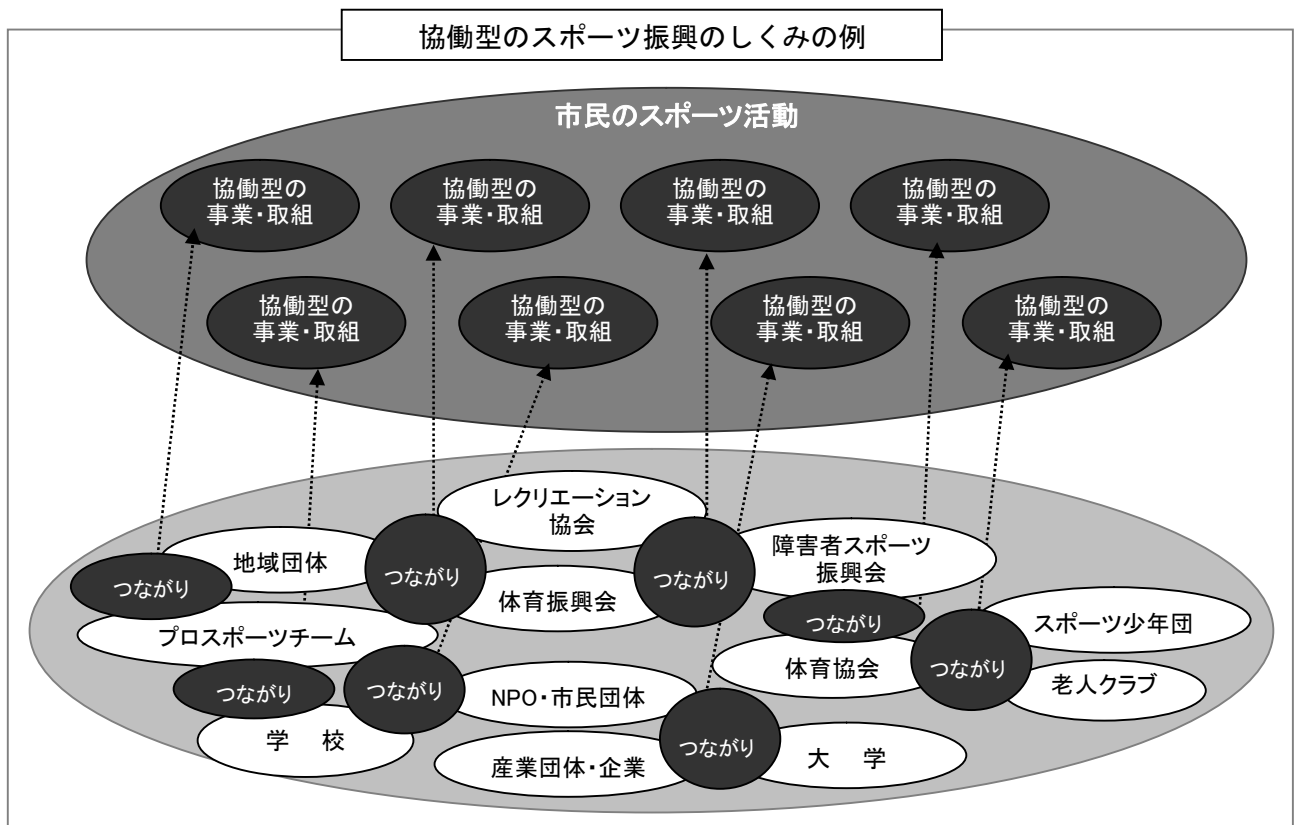 協働型のスポーツ振興のしくみの例
市民のスポーツ活動
協働型の
事業・取組
協働型の
事業・取組
協働型の
事業・取組
協働型の
事業・取組
協働型の
事業・取組
協働型の
事業・取組
協働型の
事業・取組
協働型の
事業・取組
レクリエーション
協会
地域団体
つながり
つながり
体育振興会
つながり
障害者スポーツ
振興会
つながり
プロスポーツチーム
つながり
スポーツ少年団
体育協会
つながり
老人クラブ
つながり
つながり
NPO・市民団体
学 校
産業団体・企業
つながり
大 学